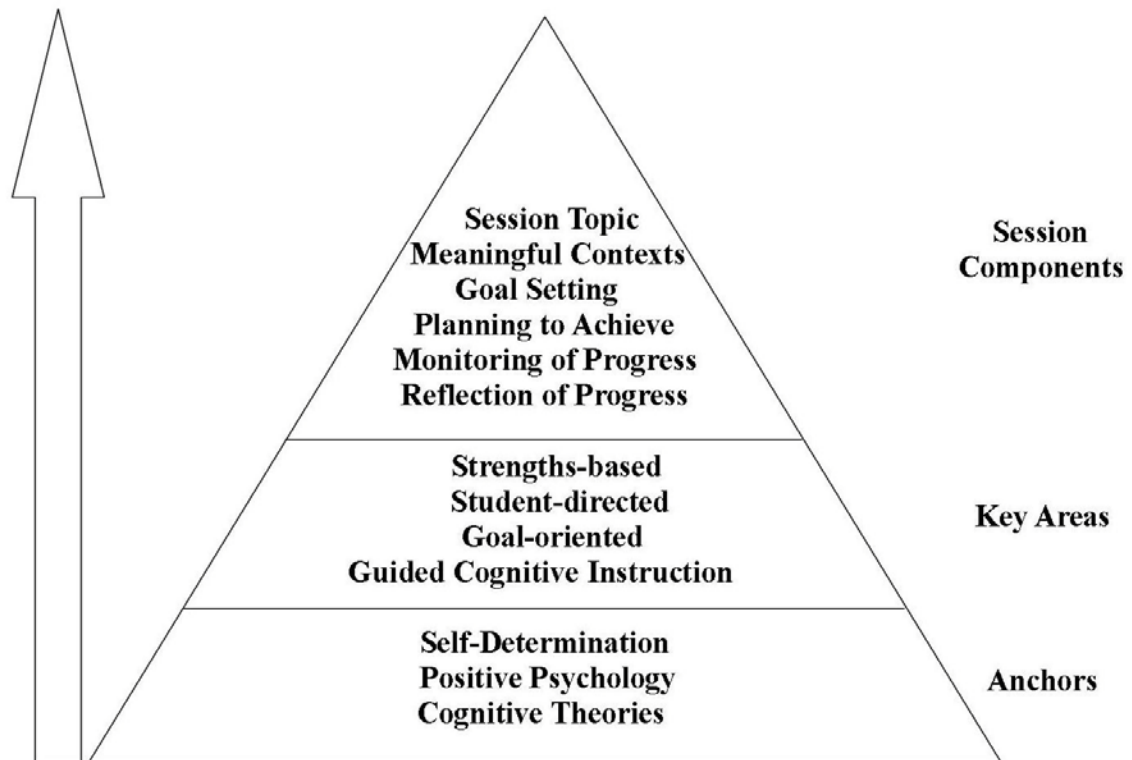 Session Topic
Meaningful Contexts
Goal Setting
Planning to Achieve
Monitoring of Progress
Reflection of Progress
Session
Components
Strengths-based
Student-directed
Goal-oriented
Guided Cognitive Instruction
Key Areas
Self-Determination
Positive Psychology
Cognitive Theories
Anchors